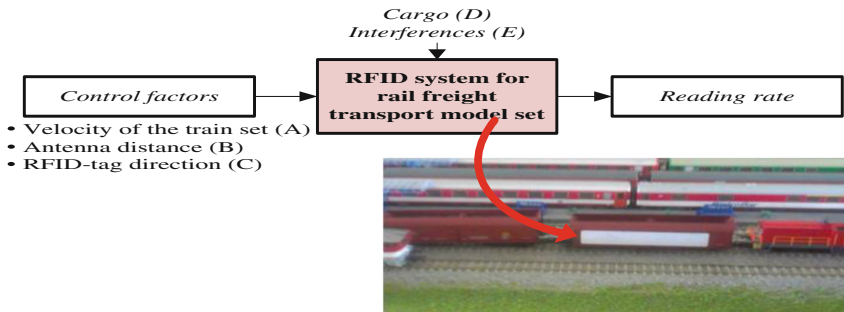 Cargo (D)
Interferences (E)
Control factors
RFID system for
rail freight
transport model set
Reading rate
• Velocity of the train set (A)
• Antenna distance (B)
• RFID-tag direction (C)